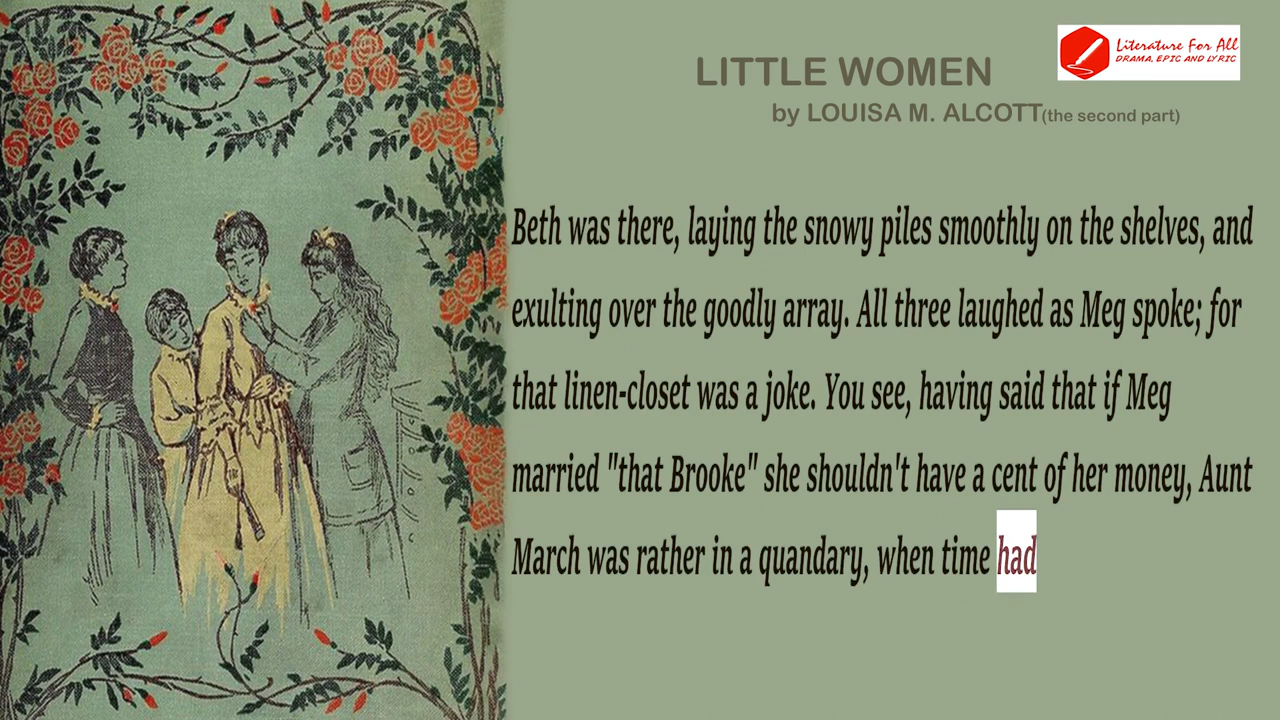 LITTLE WOMEN
by LOUISA M. ALCOTT(the second part)
Literature For All
DRAMA, EPIC AND LYRIC
Beth was there, laying the snowy piles smoothly on the shelves, and
exulting over the goodly array. All three laughed as Meg spoke; for
that linen-closet was a joke. You see, having said that if Meg
married "that Brooke" she shouldn't have a cent of her money, Aunt
March was rather in a quandary, when time had